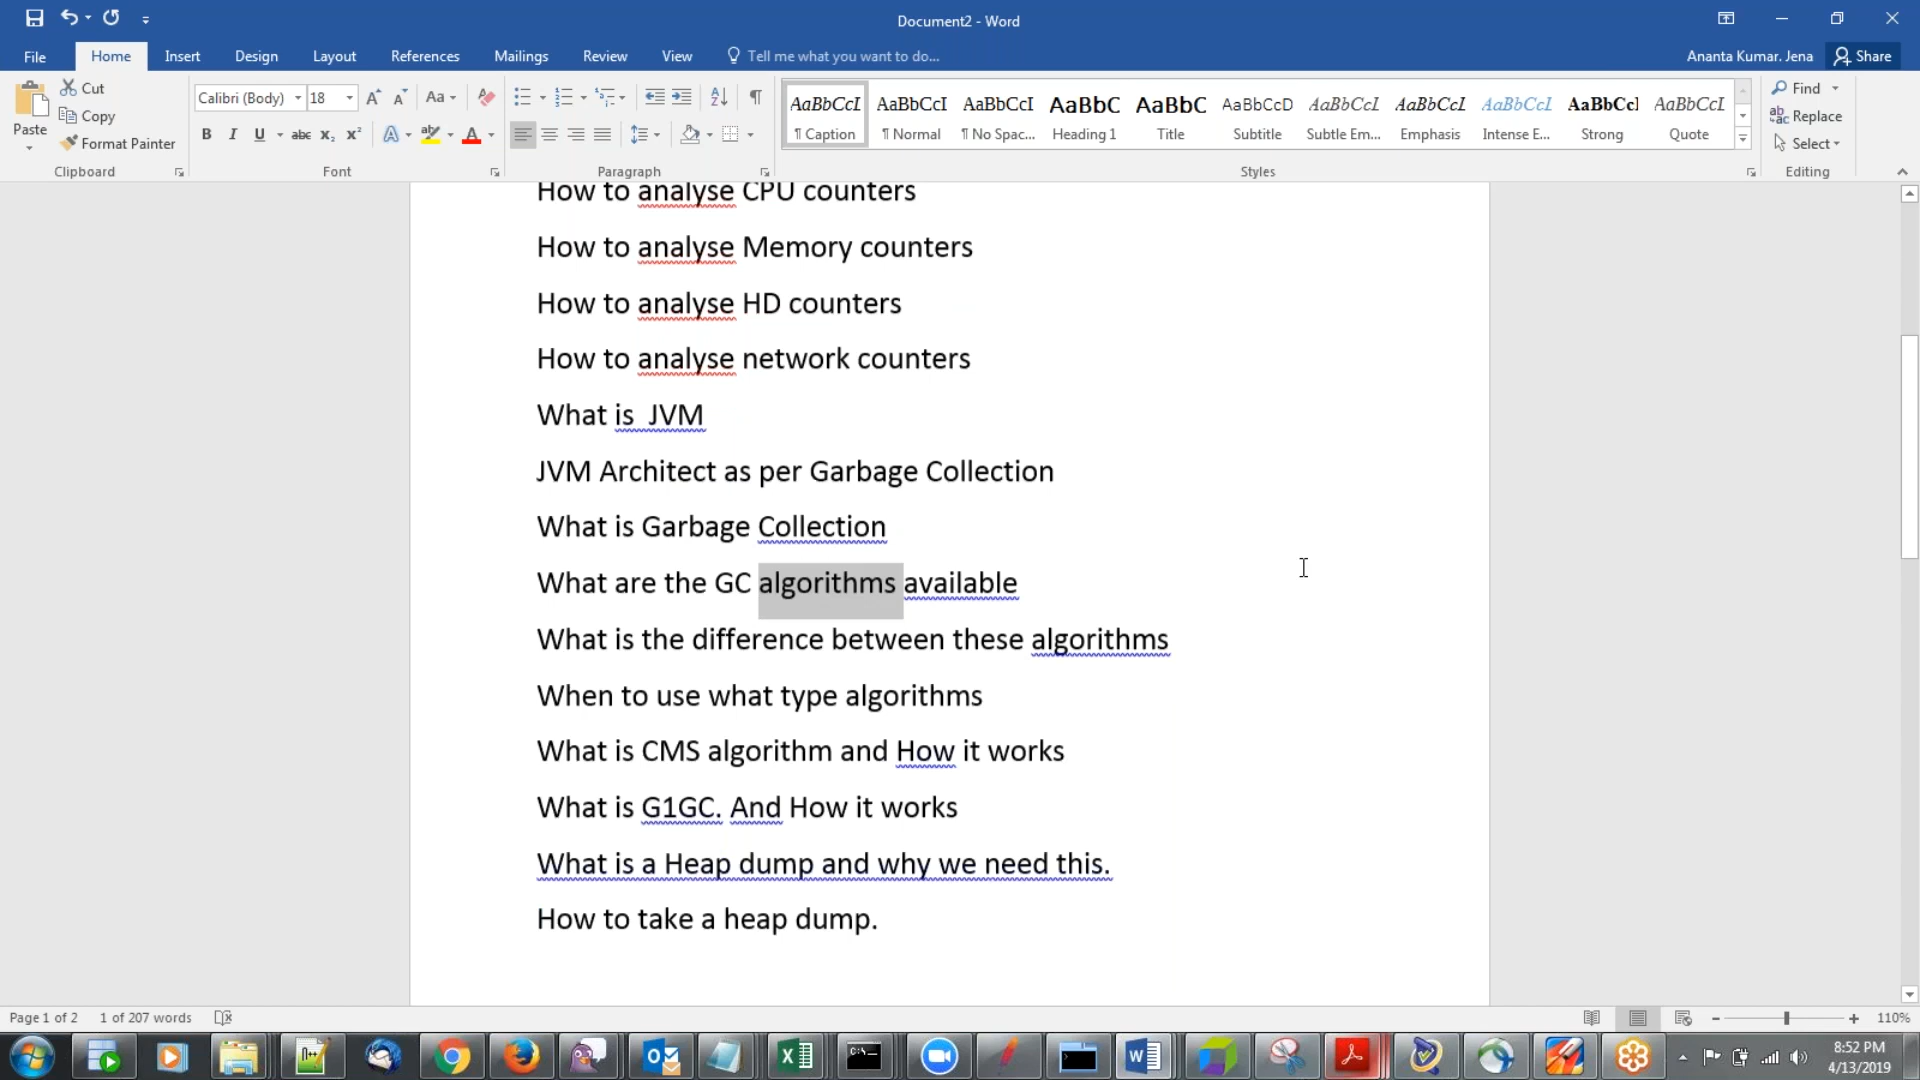 Document2 - Word
File Home Insert Design Layout References Mailings Review View Tell me what you want to do... Ananta Kumar. Jena Share
Paste
Cut
Copy
Format Painter
Clipboard
Calibri (Body) 18
Font
Paragraph
AaBbCcI AaBbCcI AaBbCcI AaBbC AaBbC AaBbCcD AaBbCcI AaBbCcI AaBbCcI AaBbCcl AaBbCcI
¶ Caption ¶ Normal ¶ No Spac... Heading 1 Title Subtitle Subtle Em... Emphasis Intense E... Strong Quote
Styles
Find
Replace
Select
Editing
How to analyse CPU counters
How to analyse Memory counters
How to analyse HD counters
How to analyse network counters
What is  JVM
JVM Architect as per Garbage Collection
What is Garbage Collection
What are the GC algorithms available
What is the difference between these algorithms
When to use what type algorithms
What is CMS algorithm and How it works
What is G1GC. And How it works
What is a Heap dump and why we need this.
How to take a heap dump.
Page 1 of 2 1 of 207 words 110%
8:52 PM
4/13/2019